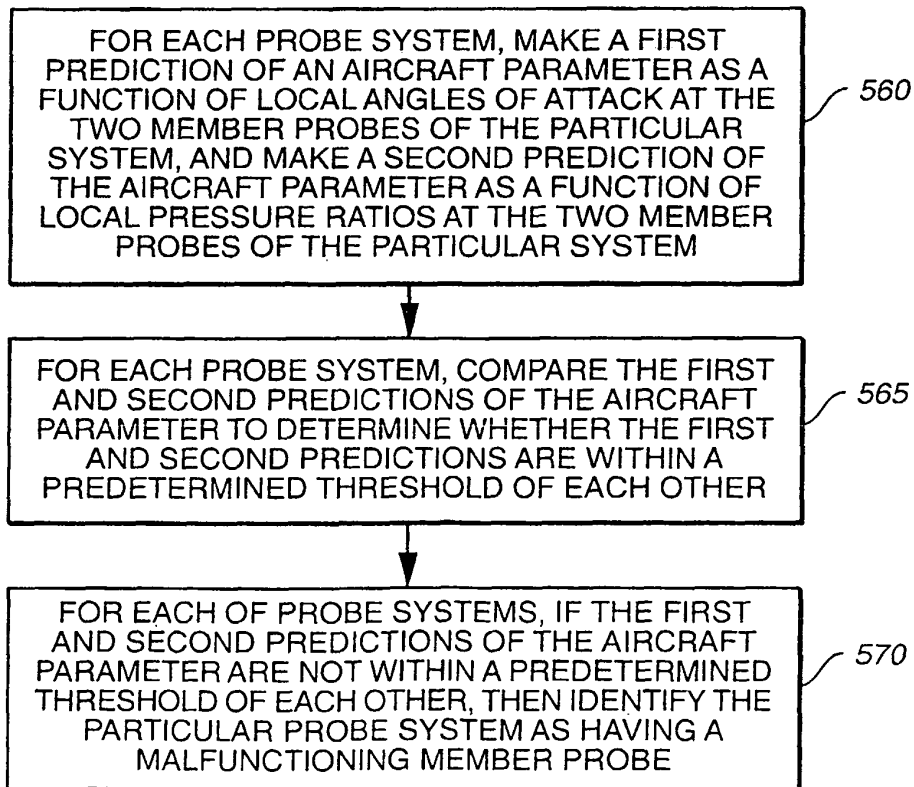 FOR EACH PROBE SYSTEM, MAKE A FIRST
PREDICTION OF AN AIRCRAFT PARAMETER AS A
FUNCTION OF LOCAL ANGLES OF ATTACK AT THE
TWO MEMBER PROBES OF THE PARTICULAR
SYSTEM, AND MAKE A SECOND PREDICTION OF
THE AIRCRAFT PARAMETER AS A FUNCTION OF
LOCAL PRESSURE RATIOS AT THE TWO MEMBER
PROBES OF THE PARTICULAR SYSTEM
560
FOR EACH PROBE SYSTEM, COMPARE THE FIRST
AND SECOND PREDICTIONS OF THE AIRCRAFT
PARAMETER TO DETERMINE WHETHER THE FIRST
AND SECOND PREDICTIONS ARE WITHIN A
PREDETERMINED THRESHOLD OF EACH OTHER
565
FOR EACH OF PROBE SYSTEMS, IF THE FIRST
AND SECOND PREDICTIONS OF THE AIRCRAFT
PARAMETER ARE NOT WITHIN A PREDETERMINED
THRESHOLD OF EACH OTHER, THEN IDENTIFY THE
PARTICULAR PROBE SYSTEM AS HAVING A
MALFUNCTIONING MEMBER PROBE
570